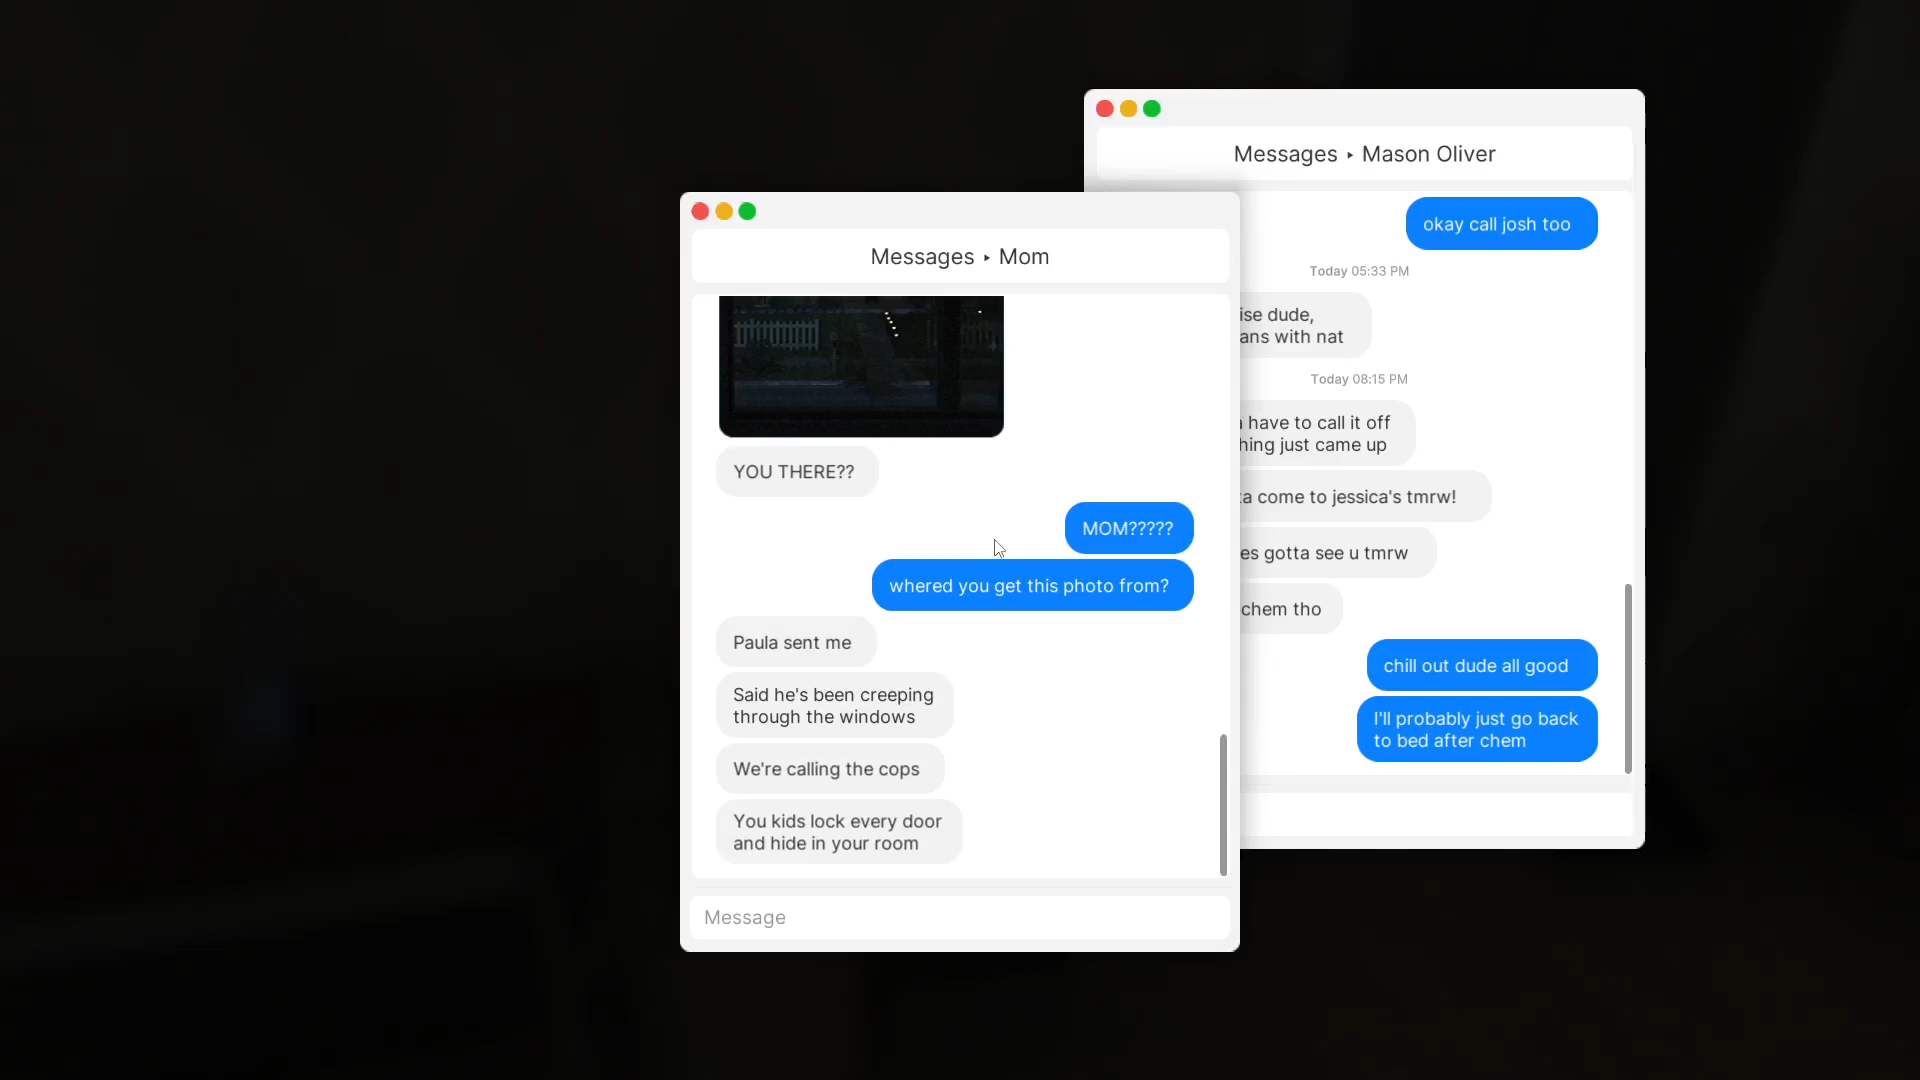 Messages ▸ Mom
YOU THERE??
MOM?????
whered you get this photo from?
Paula sent me
Said he's been creeping
through the windows
We're calling the cops
You kids lock every door
and hide in your room
Message
Messages ▸ Mason Oliver
okay call josh too
Today 05:33 PM
dude,
with nat
Today 08:15 PM
have to call it off
just came up
come to jessica's tmrw!
gotta see u tmrw
chem tho
chill out dude all good
I'll probably just go back
to bed after chem